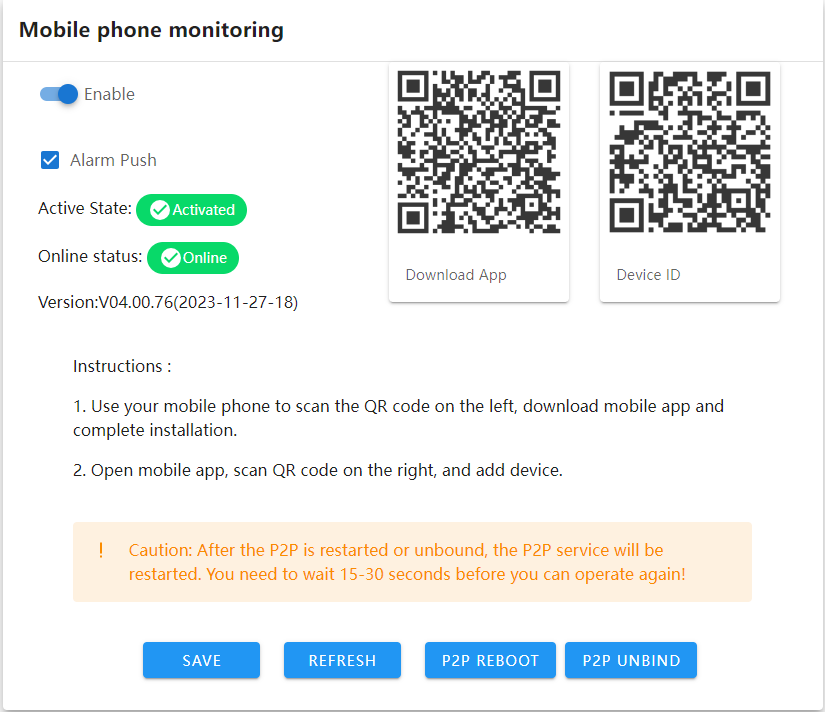 Mobile phone monitoring
Enable
Alarm Push
Active State: Activated
Online status: Online
Version:V04.00.76(2023-11-27-18)
Download App
Device ID
Instructions :
1. Use your mobile phone to scan the QR code on the left, download mobile app and
complete installation.
2. Open mobile app, scan QR code on the right, and add device.
! Caution: After the P2P is restarted or unbound, the P2P service will be
restarted. You need to wait 15-30 seconds before you can operate again!
SAVE REFRESH P2P REBOOT P2P UNBIND